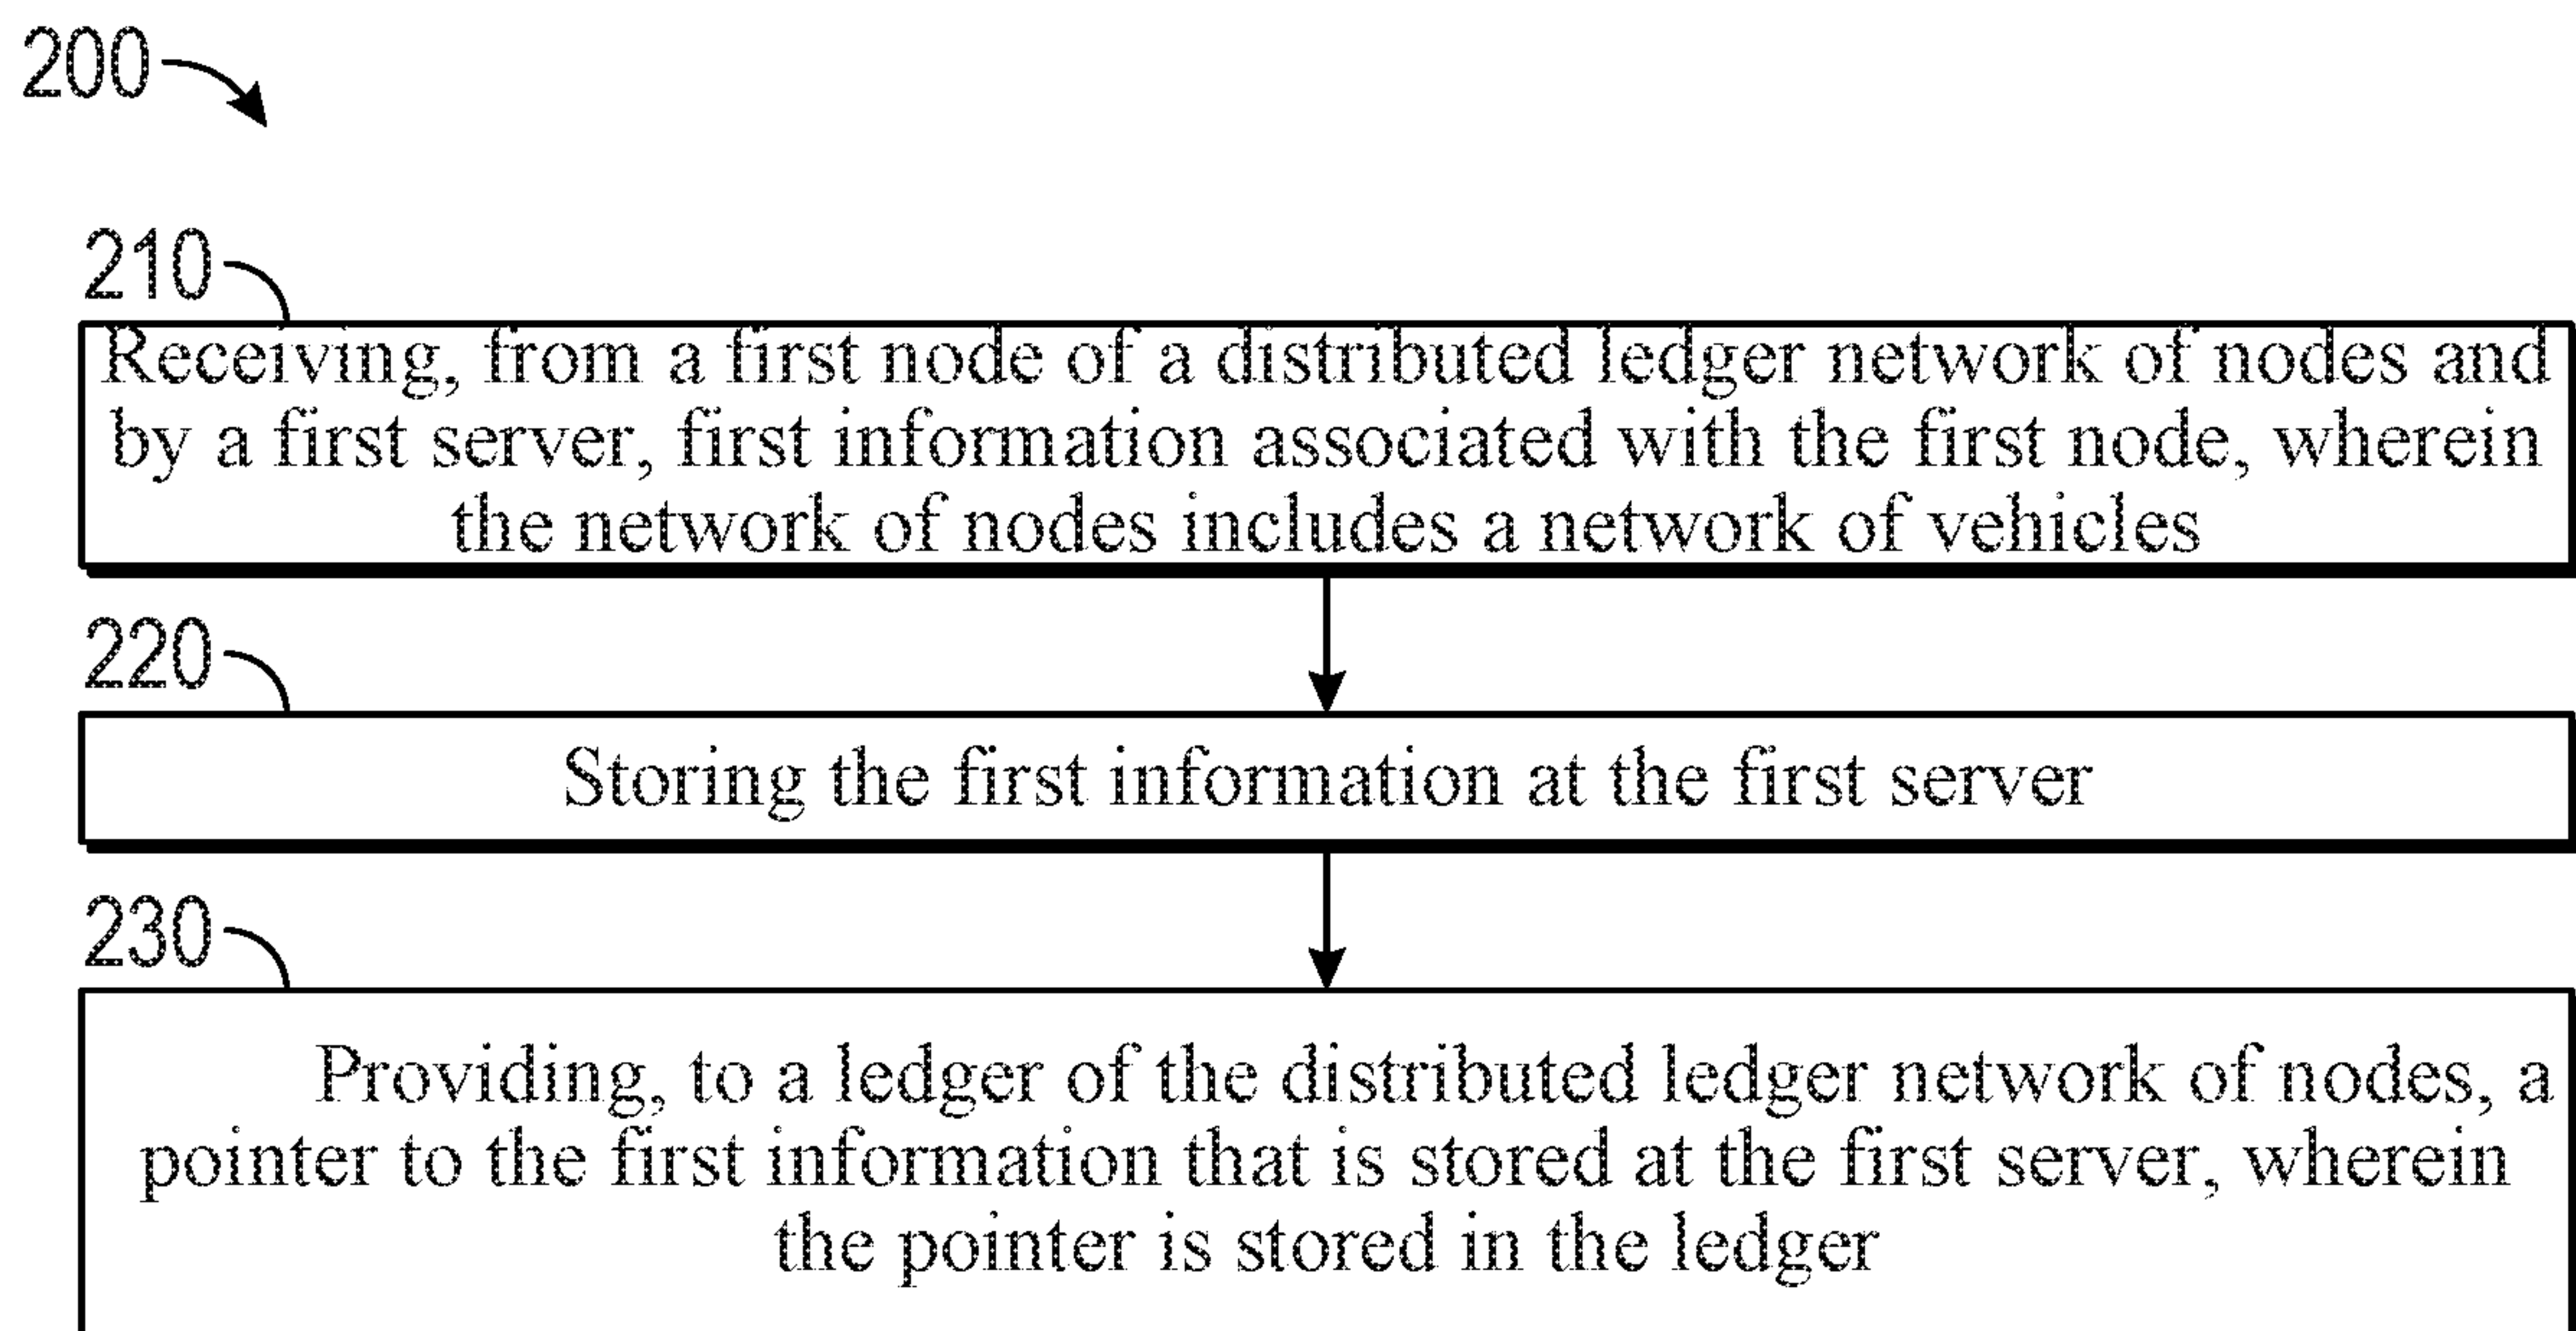 200
210
Receiving, from a first node of a distributed ledger network of nodes and
by a first server, first information associated with the first node, wherein
the network of nodes includes a network of vehicles
220
Storing the first information at the first server
230
Providing, to a ledger of the distributed ledger network of nodes, a
pointer to the first information that is stored at the first server, wherein
the pointer is stored in the ledger